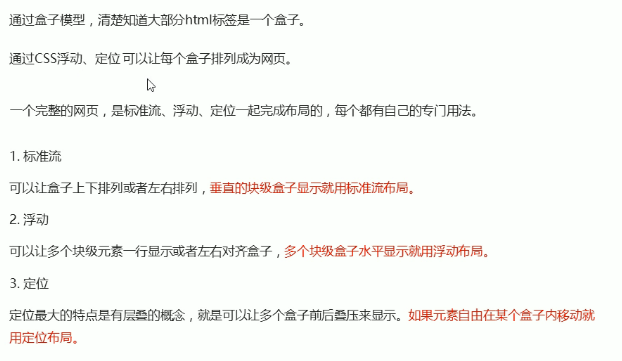 通过盒子模型，清楚知道大部分html标签是一个盒子。
通过CSS浮动、定位 可以让每个盒子排列成为网页。
一个完整的网页，是标准流、浮动、定位一起完成布局的，每个都有自己的专门用法。
1. 标准流
可以让盒子上下排列或者左右排列，垂直的块级盒子显示就用标准流布局。
2. 浮动
可以让多个块级元素一行显示或者左右对齐盒子，多个块级盒子水平显示就用浮动布局。
3. 定位
定位最大的特点是有层叠的概念，就是可以让多个盒子前后叠压来显示。如果元素自由在某个盒子内移动就
用定位布局。